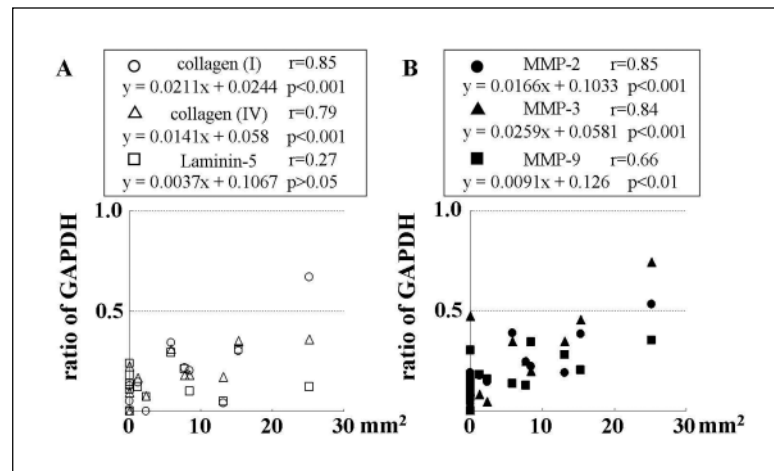 A
collagen (I) r=0.85
y = 0.0211x + 0.0244 p<0.001
collagen (IV) r=0.79
y = 0.0141x + 0.058 p<0.001
Laminin-5 r=0.27
y = 0.0037x + 0.1067 p>0.05
ratio of GAPDH
1.0
0.5
0 10 20 30 mm²
B
MMP-2 r=0.85
y = 0.0166x + 0.1033 p<0.001
MMP-3 r=0.84
y = 0.0259x + 0.0581 p<0.001
MMP-9 r=0.66
y = 0.0091x + 0.126 p<0.01
ratio of GAPDH
1.0
0.5
0 10 20 30 mm²